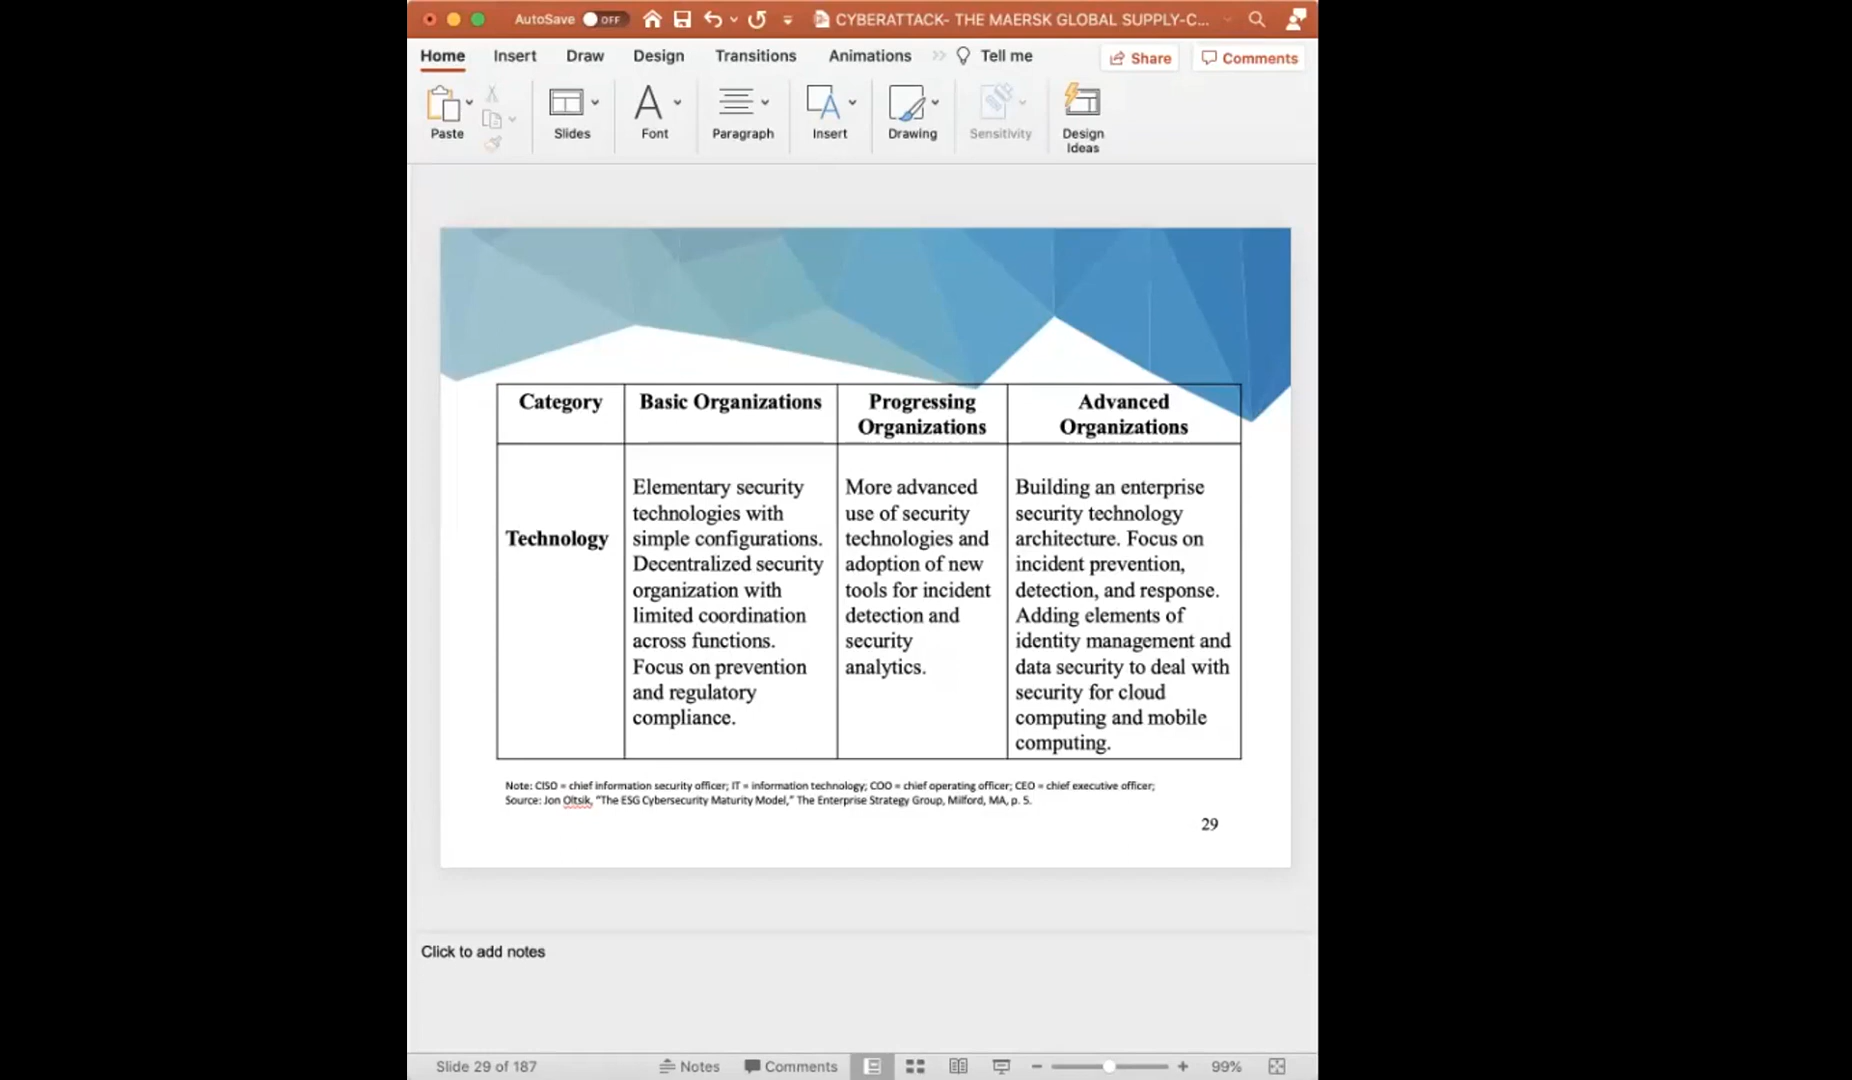 AutoSave OFF CYBERATTACK- THE MAERSK GLOBAL SUPPLY-C...
Home Insert Draw Design Transitions Animations Tell me Share Comments
Paste Slides Font Paragraph Insert Drawing Sensitivity Design
Ideas
Category Basic Organizations Progressing
Organizations Advanced
Organizations
Technology
Elementary security
technologies with
simple configurations.
Decentralized security
organization with
limited coordination
across functions.
Focus on prevention
and regulatory
compliance.
More advanced
use of security
technologies and
adoption of new
tools for incident
detection and
security
analytics.
Building an enterprise
security technology
architecture. Focus on
incident prevention,
detection, and response.
Adding elements of
identity management and
data security to deal with
security for cloud
computing and mobile
computing.
Note: CISO = chief information security officer; IT = information technology; COO = chief operating officer; CEO = chief executive officer;
Source: Jon Oltsik, "The ESG Cybersecurity Maturity Model," The Enterprise Strategy Group, Milford, MA, p. 5.
29
Click to add notes
Slide 29 of 187 Notes Comments 99%